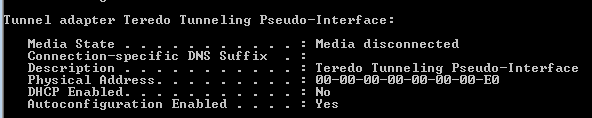 Tunnel adapter Teredo Tunneling Pseudo-Interface:
Media State . . . . . . . . . . . : Media disconnected
Connection-specific DNS Suffix  . :
Description . . . . . . . . . . . : Teredo Tunneling Pseudo-Interface
Physical Address. . . . . . . . . : 00-00-00-00-00-00-00-E0
DHCP Enabled. . . . . . . . . . . : No
Autoconfiguration Enabled . . . . : Yes